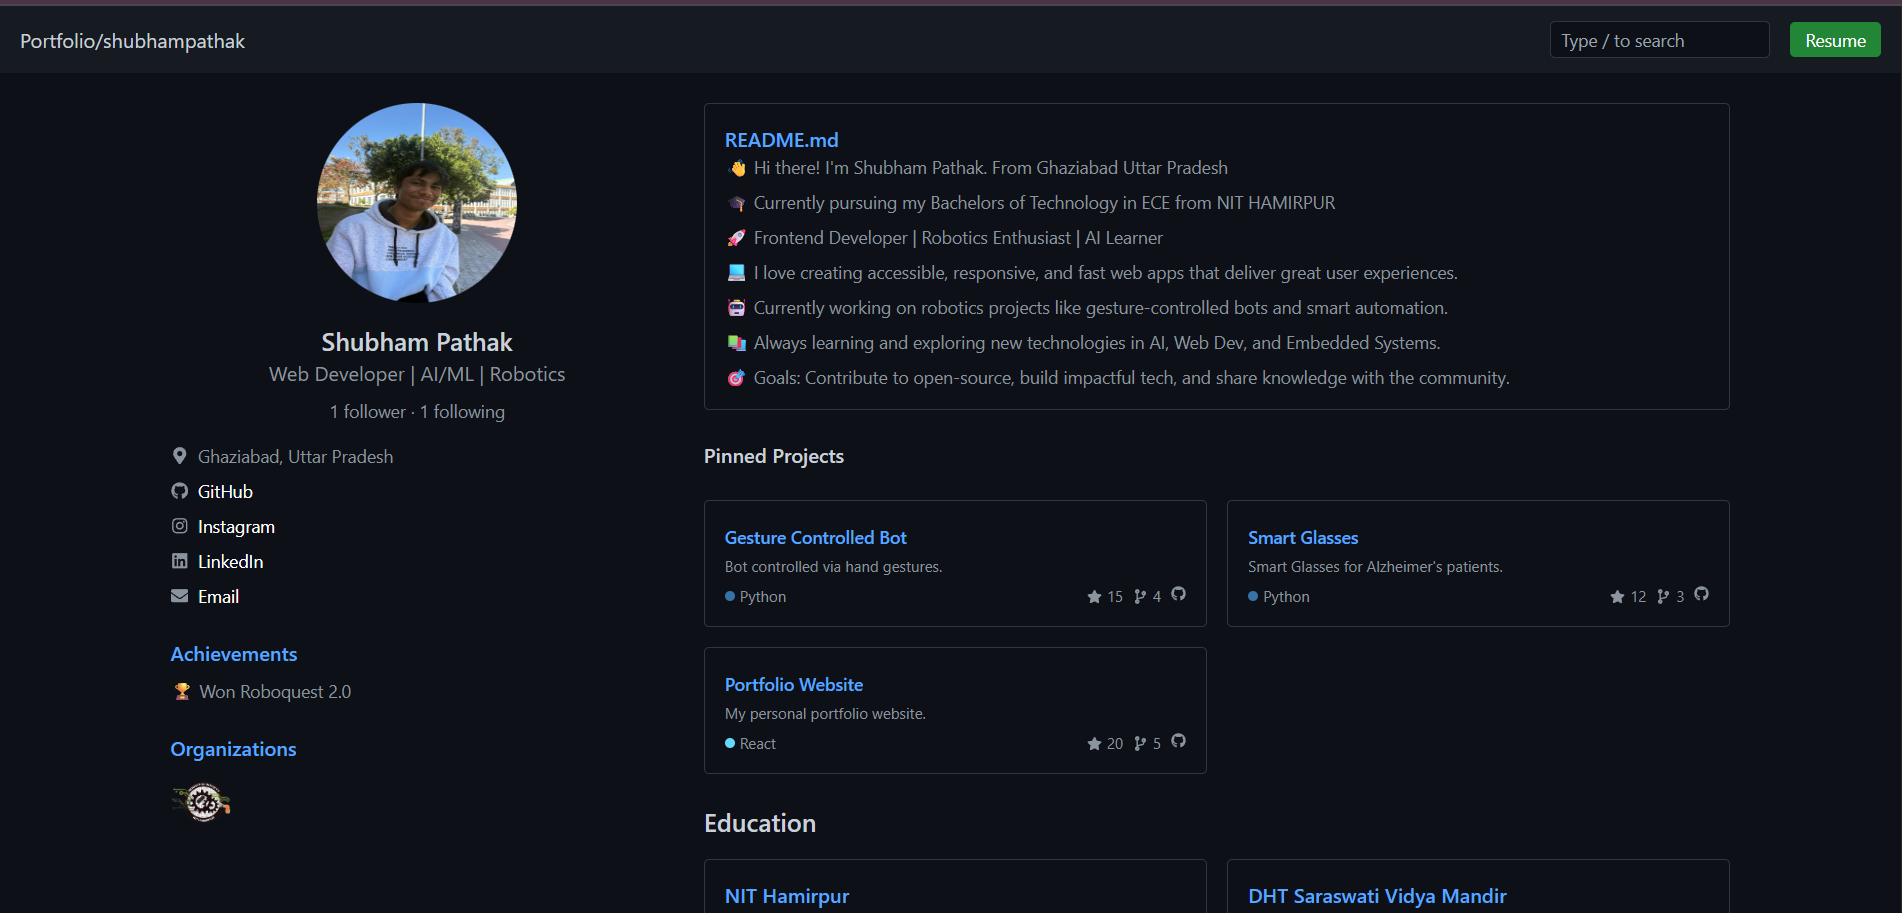 Portfolio/shubhampathak
Type / to search
Resume
Shubham Pathak
Web Developer | AI/ML | Robotics
1 follower · 1 following
Ghaziabad, Uttar Pradesh
GitHub
Instagram
LinkedIn
Email
Achievements
🏆 Won Roboquest 2.0
Organizations
README.md
👋 Hi there! I'm Shubham Pathak. From Ghaziabad Uttar Pradesh
🎓 Currently pursuing my Bachelors of Technology in ECE from NIT HAMIRPUR
🚀 Frontend Developer | Robotics Enthusiast | AI Learner
💻 I love creating accessible, responsive, and fast web apps that deliver great user experiences.
🤖 Currently working on robotics projects like gesture-controlled bots and smart automation.
📚 Always learning and exploring new technologies in AI, Web Dev, and Embedded Systems.
🎯 Goals: Contribute to open-source, build impactful tech, and share knowledge with the community.
Pinned Projects
Gesture Controlled Bot
Bot controlled via hand gestures.
Python 15 4
Smart Glasses
Smart Glasses for Alzheimer's patients.
Python 12 3
Portfolio Website
My personal portfolio website.
React 20 5
Education
NIT Hamirpur
DHT Saraswati Vidya Mandir